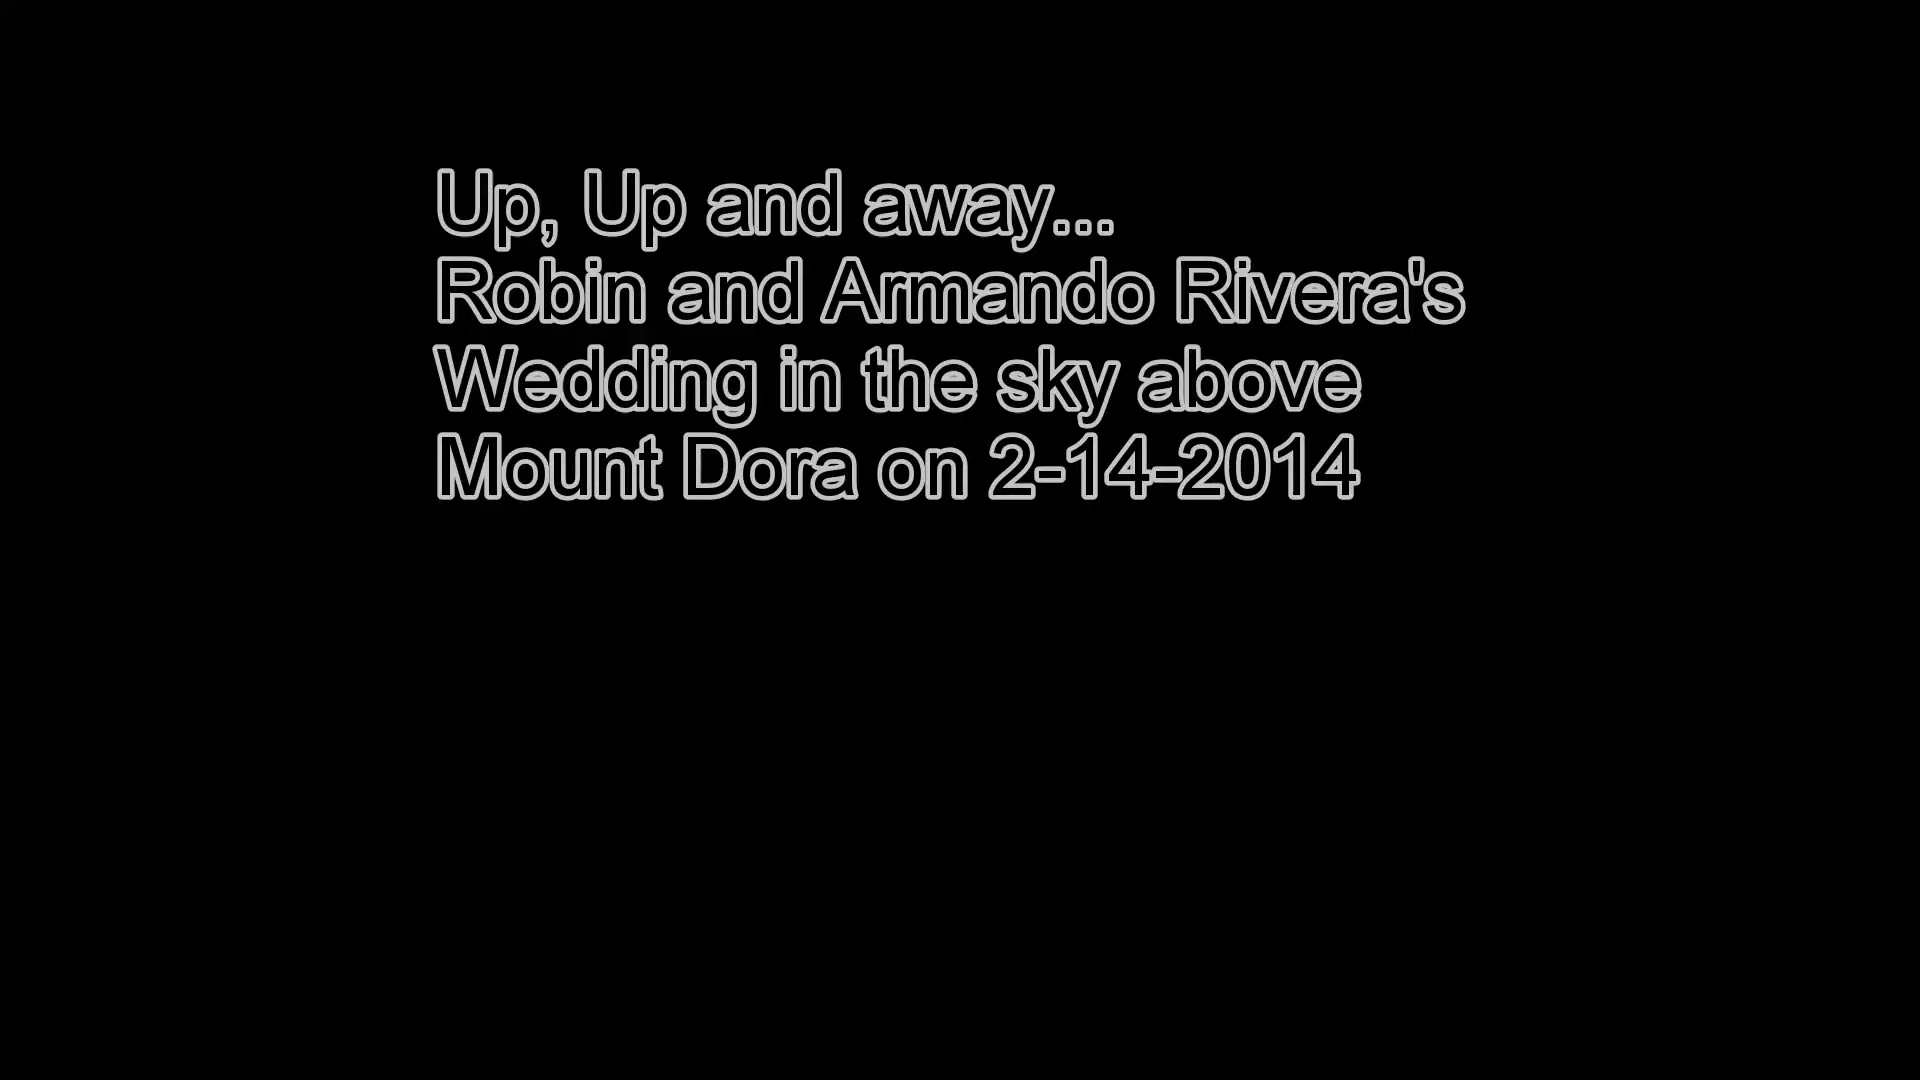 Up, Up and away...
Robin and Armando Rivera's
Wedding in the sky above
Mount Dora on 2-14-2014